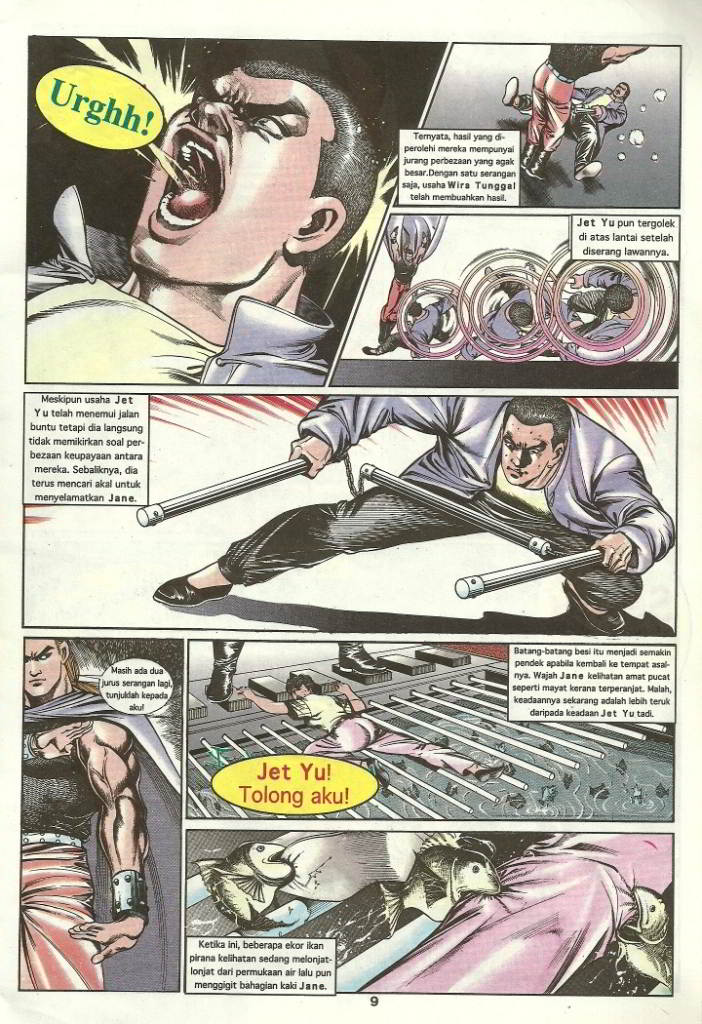 Urghh!
Ternyata, hasil yang di-
perolehi mereka mempunyai
jurang perbezaan yang agak
besar.Dengan satu serangan
saja, usaha Wira Tunggal
telah membuahkan hasil.
Jet Yu pun tergolek
di atas lantai setelah
diserang lawannya.
Meskipun usaha Jet
Yu telah menemui jalan
buntu tetapi dia langsung
tidak memikirkan soal per-
bezaan keupayaan antara
mereka. Sebaliknya, dia
terus mencari akal untuk
menyelamatkan Jane.
Masih ada dua
jurus serangan lagi,
tunjuklah kepada
aku!
Batang-batang besi itu menjadi semakin
pendek apabila kembali ke tempat asal-
nya. Wajah Jane kelihatan amat pucat
seperti mayat kerana terperanjat. Malah,
keadaannya sekarang adalah lebih teruk
daripada keadaan Jet Yu tadi.
Jet Yu!
Tolong aku!
Ketika ini, beberapa ekor ikan
pirana kelihatan sedang melonjat-
lonjat dari permukaan air lalu pun
menggigit bahagian kaki Jane.
9